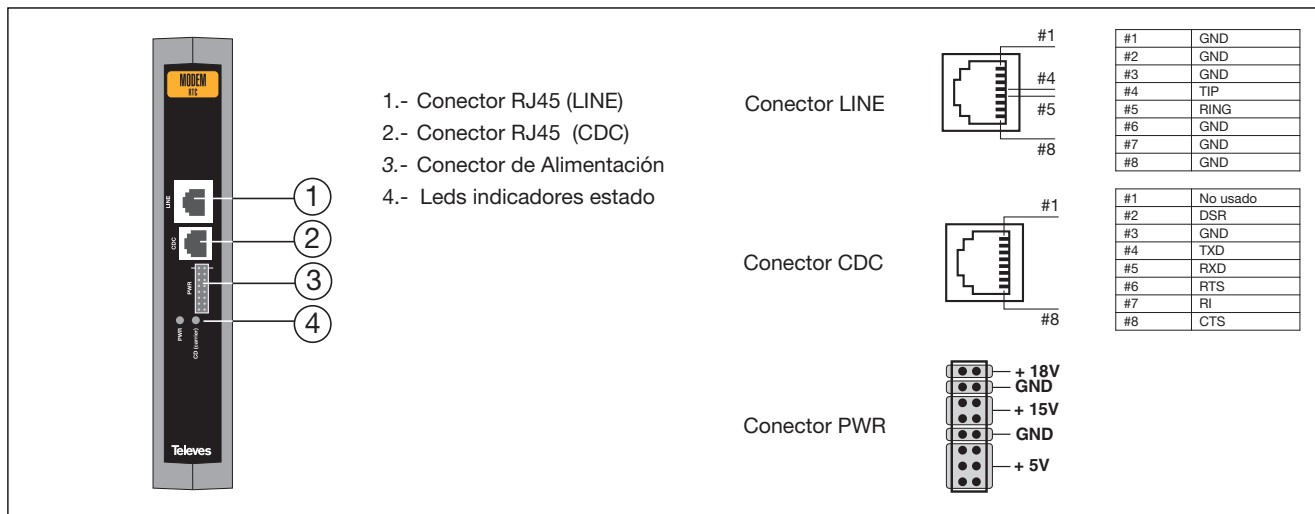 MODEM
RTC
LINE
CDC
PWR
PWR
CD (carrier)
Televes
1
2
3
4
1.- Conector RJ45 (LINE)
2.- Conector RJ45 (CDC)
3.- Conector de Alimentación
4.- Leds indicadores estado
Conector LINE
#1
#4
#5
#8
#1 GND
#2 GND
#3 GND
#4 TIP
#5 RING
#6 GND
#7 GND
#8 GND
Conector CDC
#1
#8
#1 No usado
#2 DSR
#3 GND
#4 TXD
#5 RXD
#6 RTS
#7 RI
#8 CTS
Conector PWR
+ 18V
GND
+ 15V
GND
+ 5V